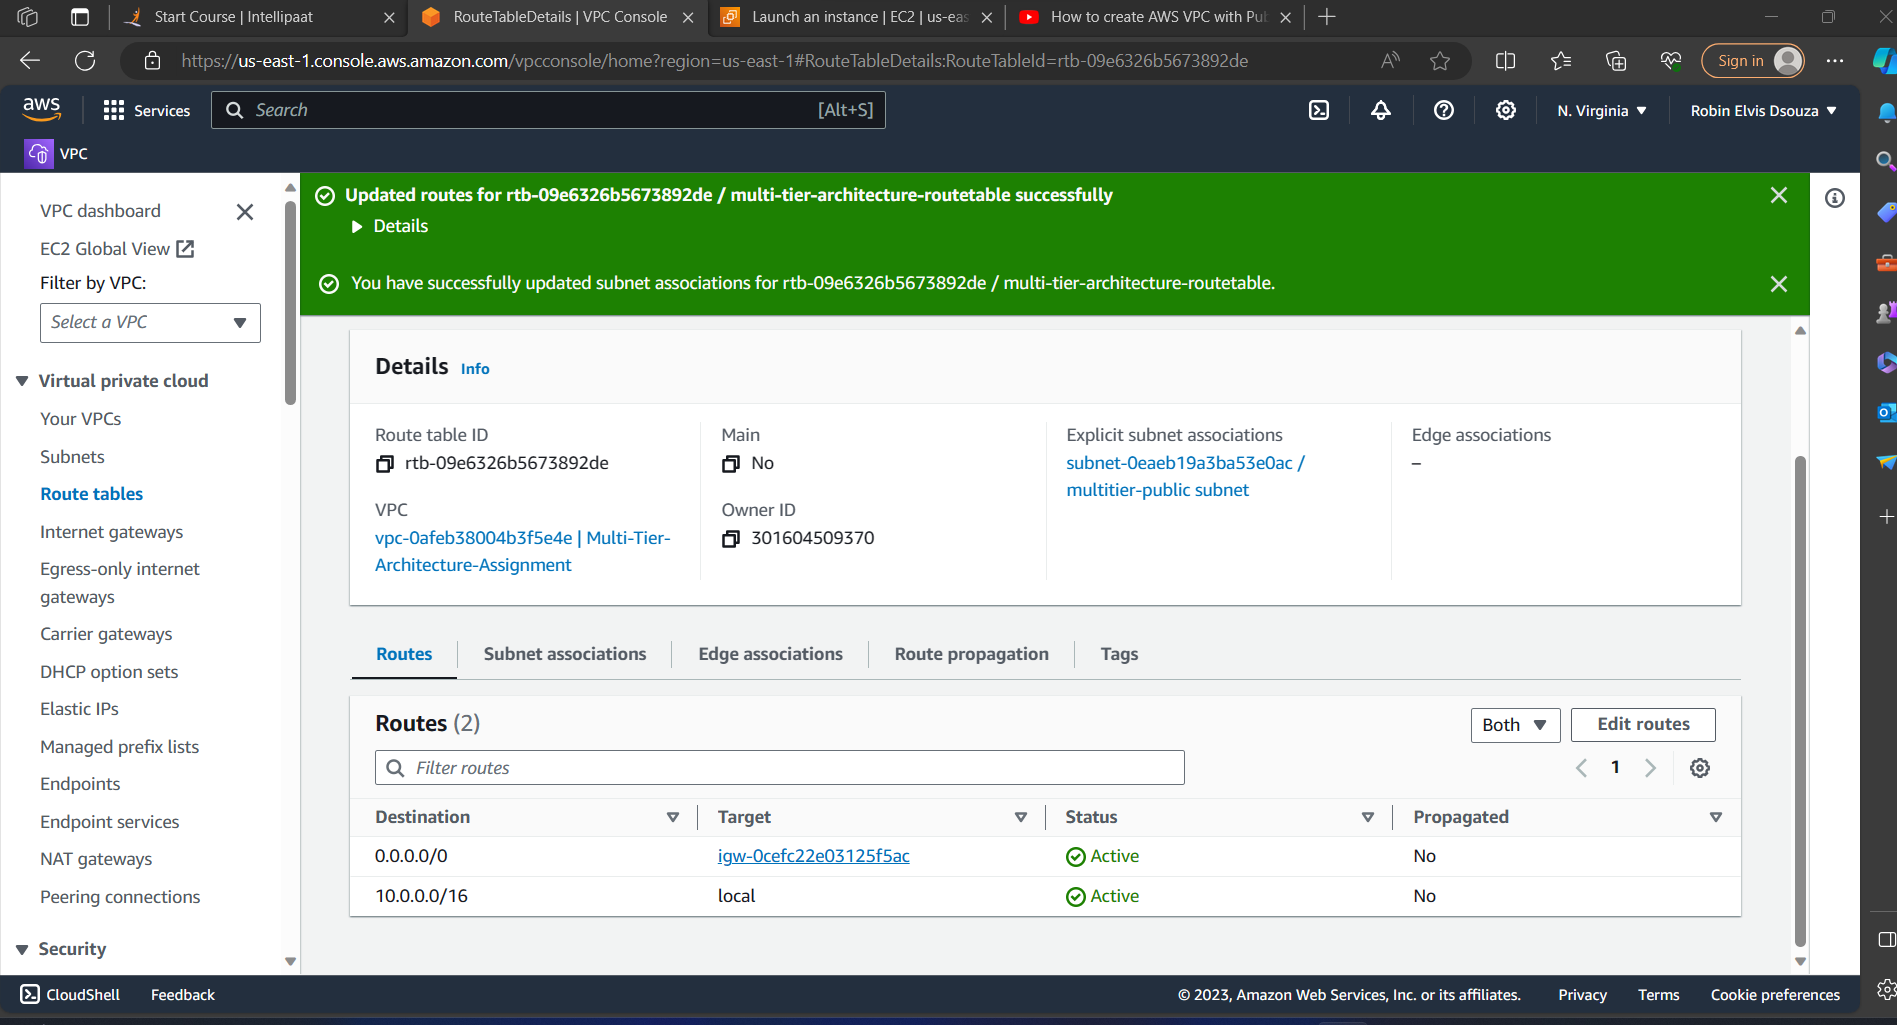 Start Course | Intellipaat
RouteTableDetails | VPC Console
Launch an instance | EC2 | us-eas
How to create AWS VPC with Pub
https://us-east-1.console.aws.amazon.com/vpcconsole/home?region=us-east-1#RouteTableDetails:RouteTableId=rtb-09e6326b5673892de
Sign in
aws
Services
Search
[Alt+S]
N. Virginia
Robin Elvis Dsouza
VPC
VPC dashboard
EC2 Global View
Filter by VPC:
Select a VPC
Virtual private cloud
Your VPCs
Subnets
Route tables
Internet gateways
Egress-only internet
gateways
Carrier gateways
DHCP option sets
Elastic IPs
Managed prefix lists
Endpoints
Endpoint services
NAT gateways
Peering connections
Security
Updated routes for rtb-09e6326b5673892de / multi-tier-architecture-routetable successfully
Details
You have successfully updated subnet associations for rtb-09e6326b5673892de / multi-tier-architecture-routetable.
Details Info
Route table ID
rtb-09e6326b5673892de
Main
No
Explicit subnet associations
subnet-0eaeb19a3ba53e0ac /
multitier-public subnet
Edge associations
–
VPC
vpc-0afeb38004b3f5e4e | Multi-Tier-
Architecture-Assignment
Owner ID
301604509370
Routes
Subnet associations
Edge associations
Route propagation
Tags
Routes (2)
Both
Edit routes
Filter routes
1
Destination Target Status Propagated
0.0.0.0/0 igw-0cefc22e03125f5ac Active No
10.0.0.0/16 local Active No
CloudShell
Feedback
© 2023, Amazon Web Services, Inc. or its affiliates.
Privacy
Terms
Cookie preferences